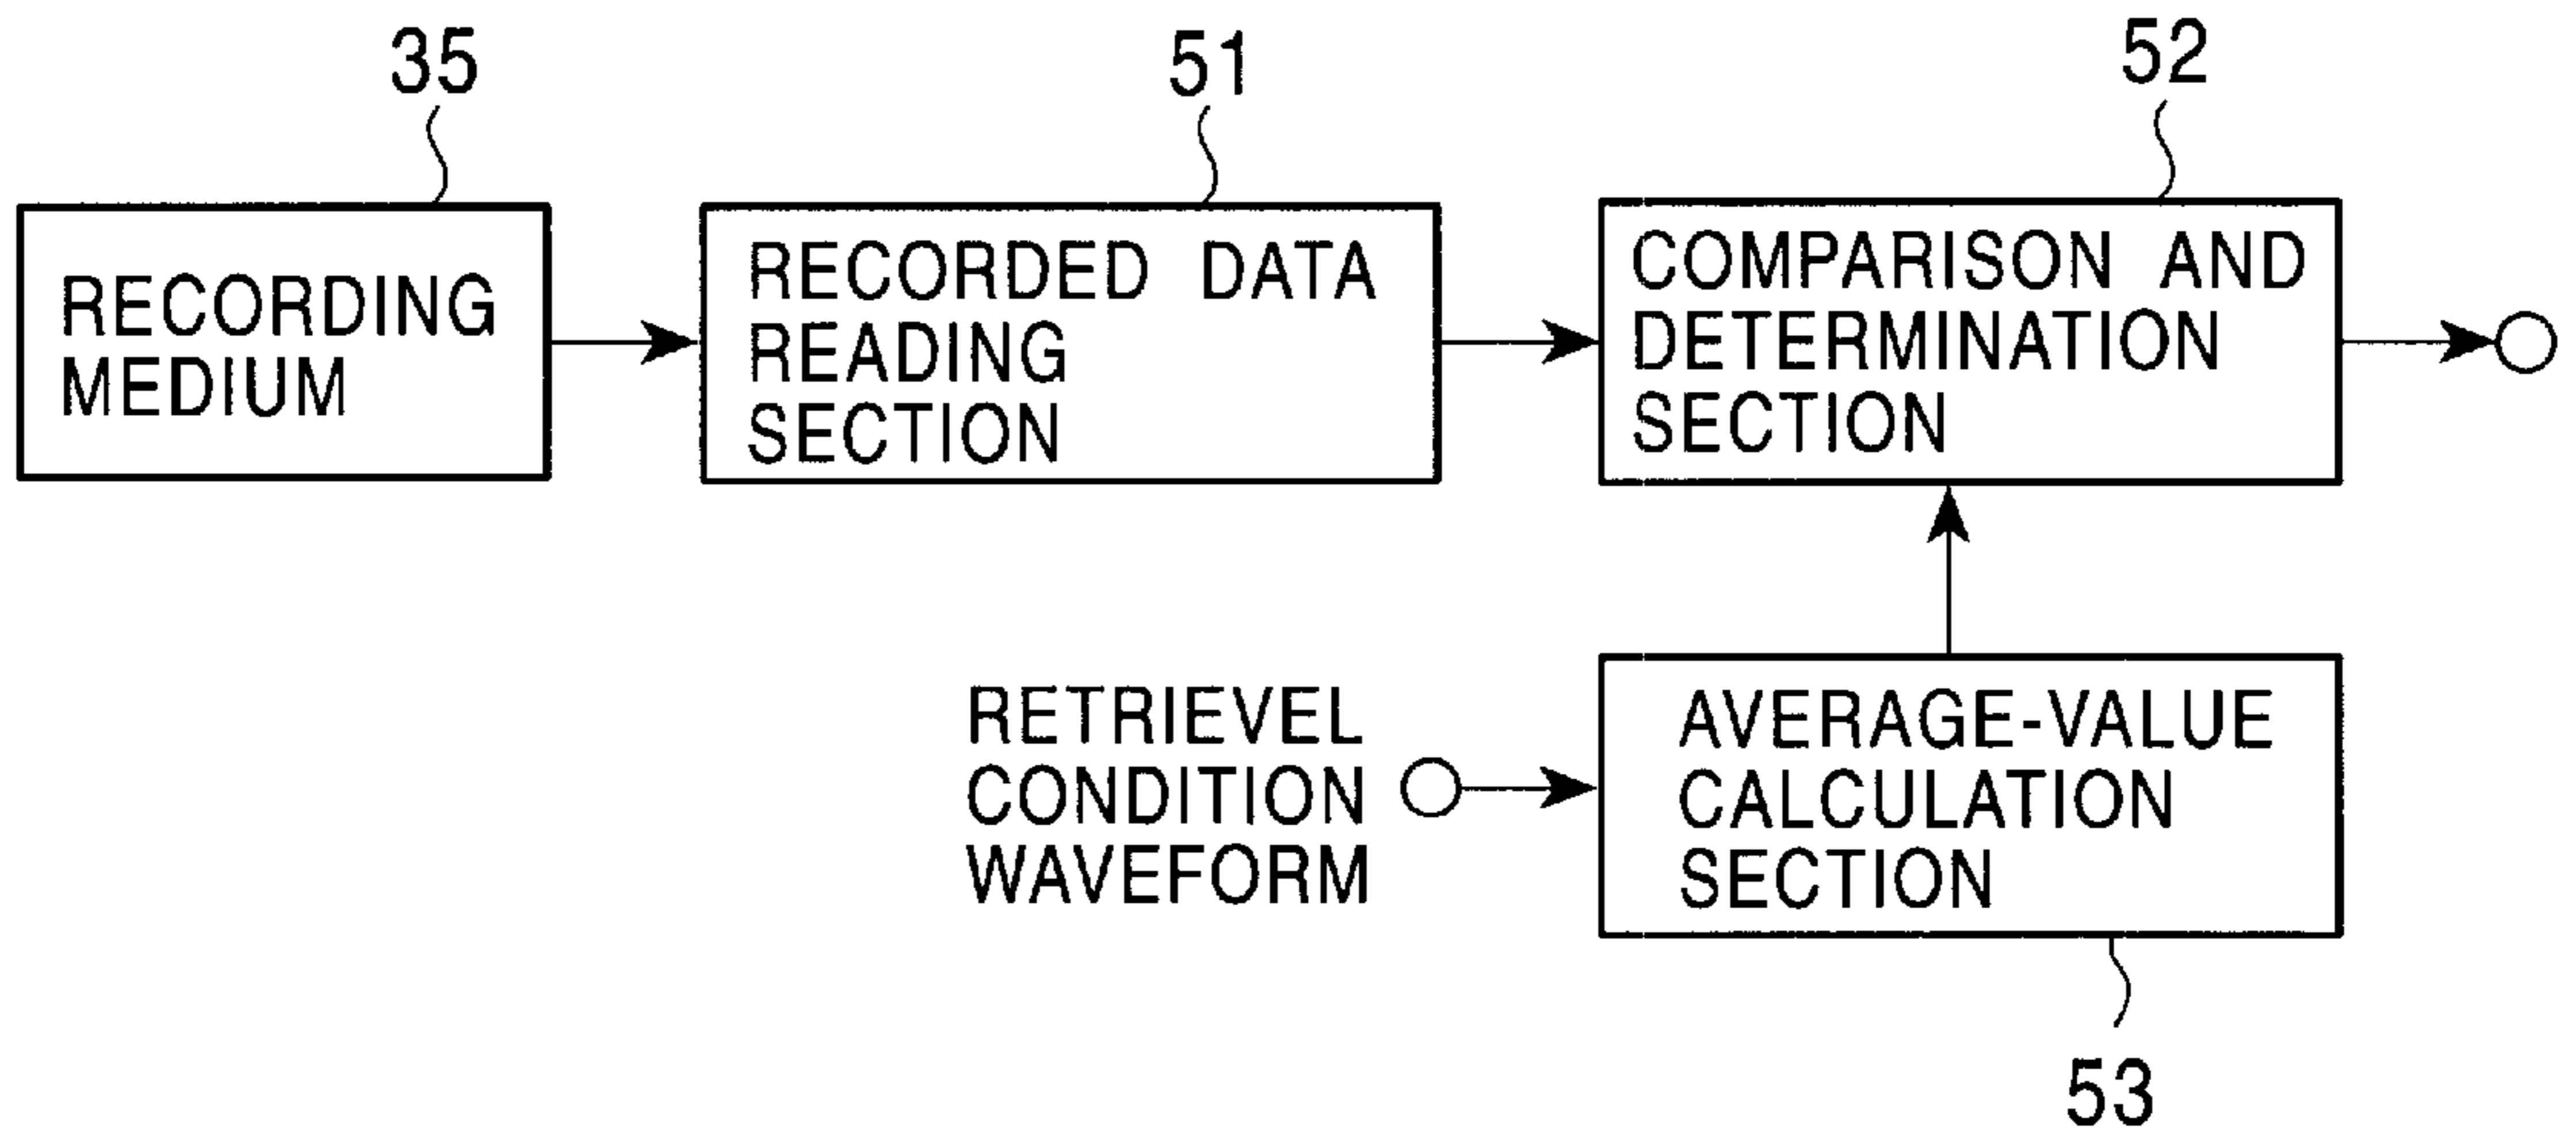 35
51
52
RECORDING
MEDIUM
RECORDED DATA
READING
SECTION
COMPARISON AND
DETERMINATION
SECTION
RETRIEVEL
CONDITION
WAVEFORM
AVERAGE-VALUE
CALCULATION
SECTION
53